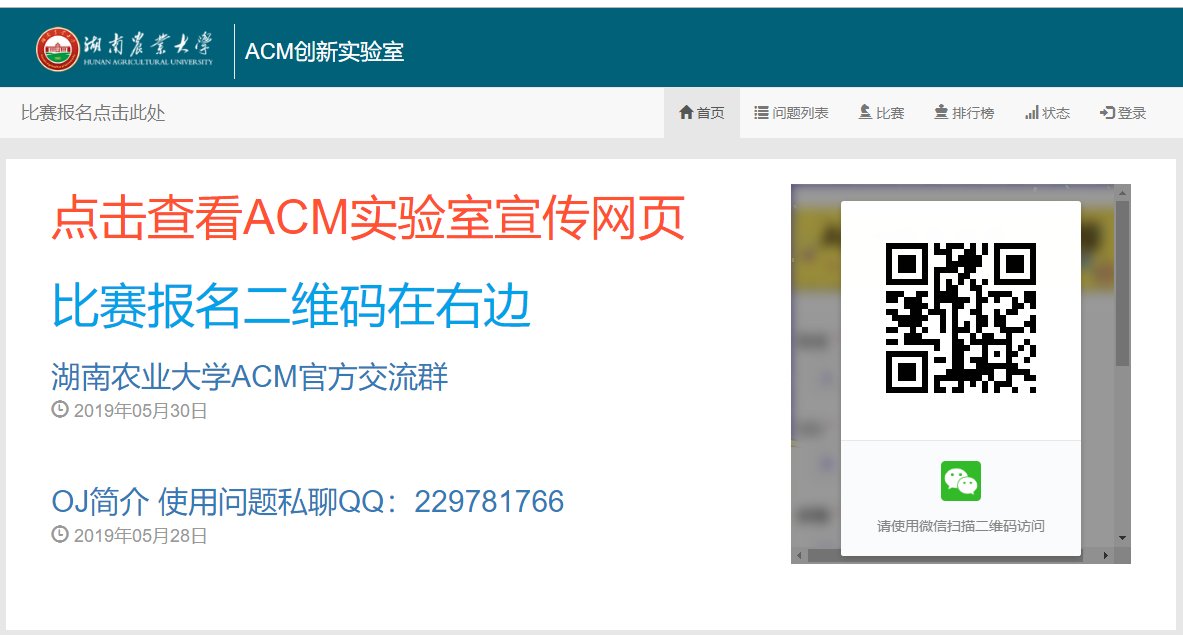 湖南农业大学
HUNAN AGRICULTURAL UNIVERSITY
ACM创新实验室
比赛报名点击此处
首页
问题列表
比赛
排行榜
状态
登录
点击查看ACM实验室宣传网页
比赛报名二维码在右边
湖南农业大学ACM官方交流群
2019年05月30日
OJ简介 使用问题私聊QQ：229781766
2019年05月28日
请使用微信扫描二维码访问